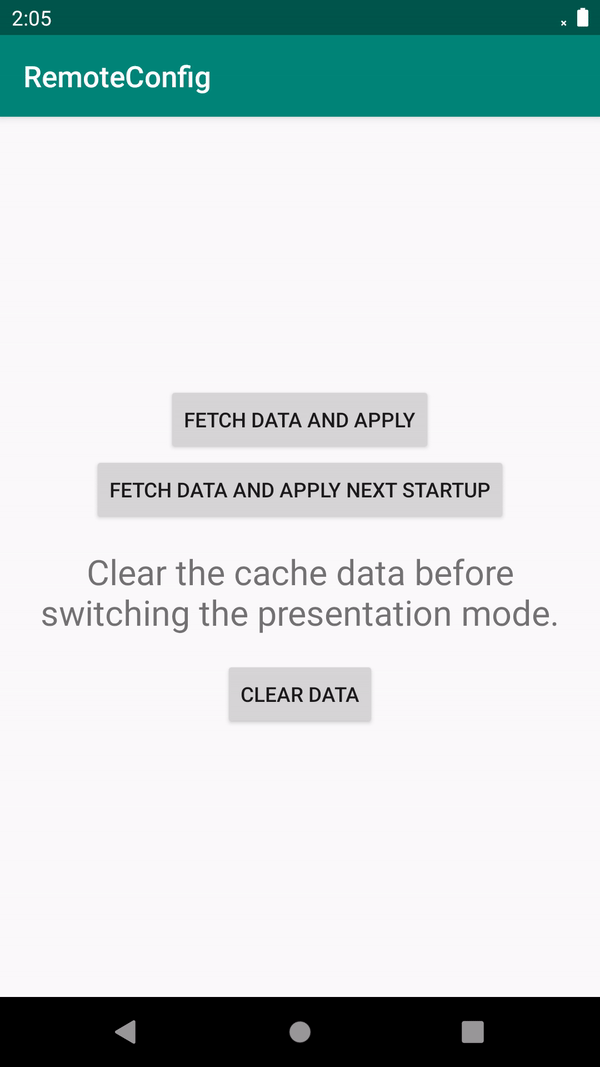 2:05
RemoteConfig
FETCH DATA AND APPLY
FETCH DATA AND APPLY NEXT STARTUP
Clear the cache data before
switching the presentation mode.
CLEAR DATA